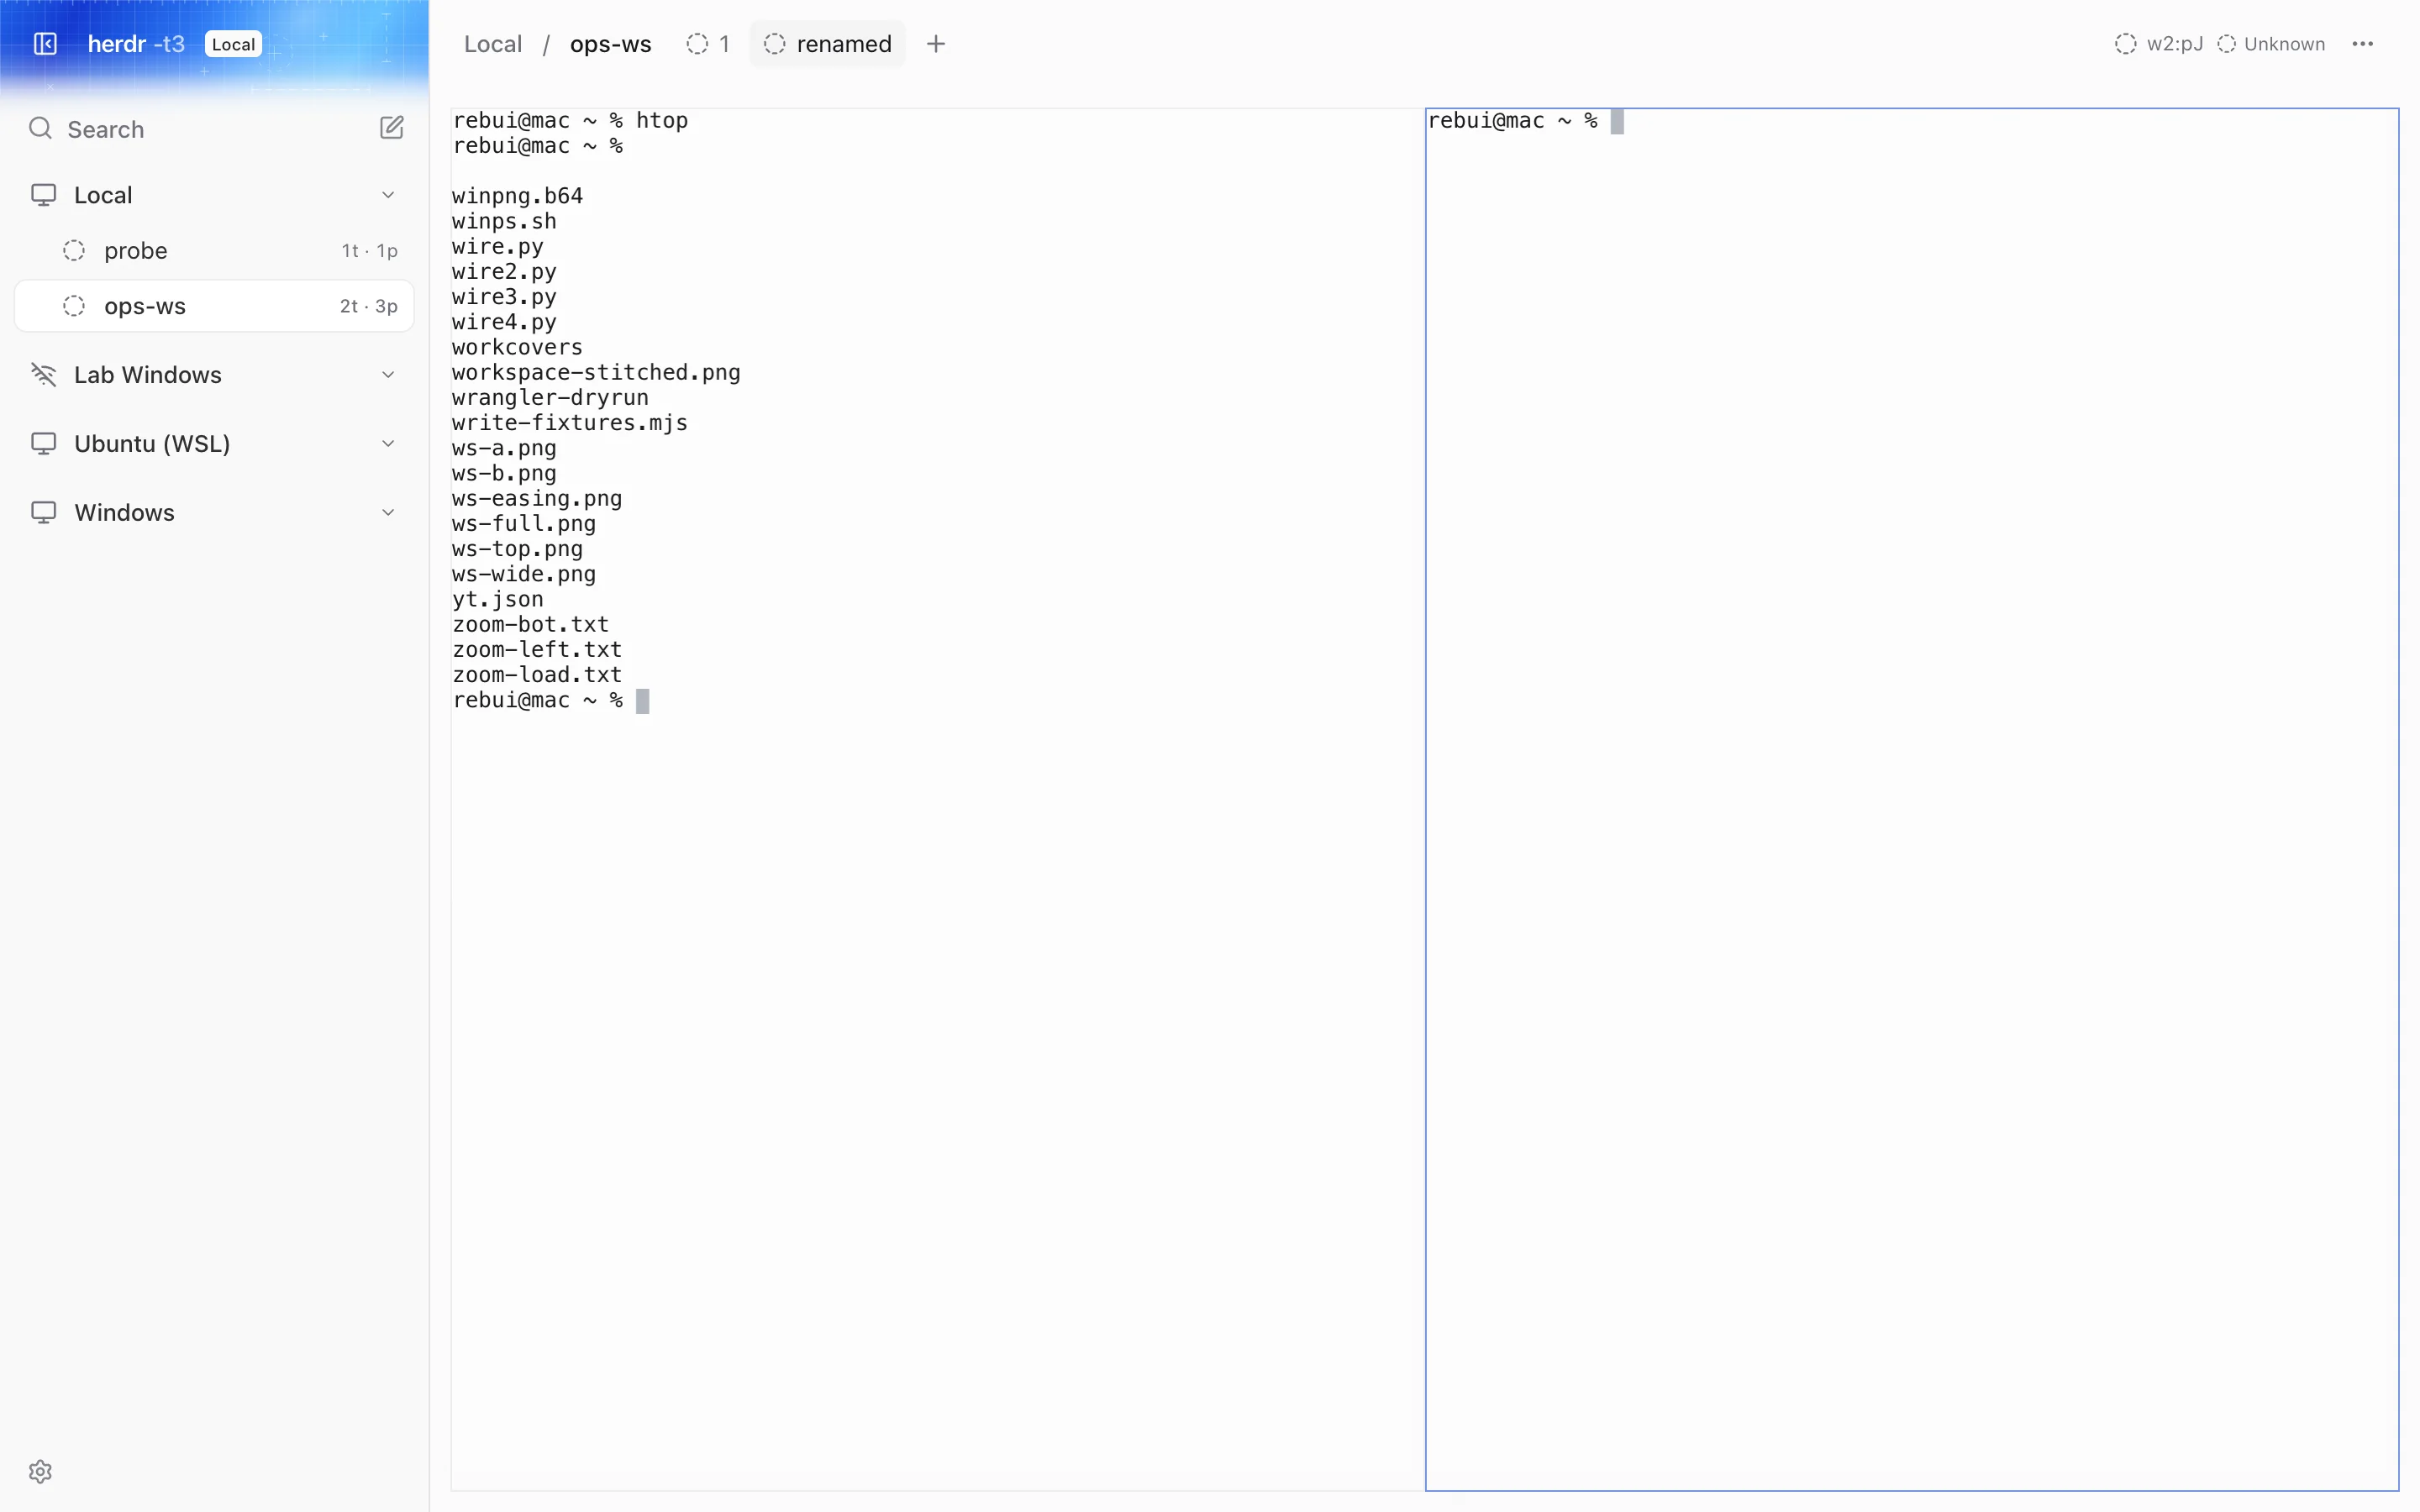 herdr -t3 Local
Search
Local
probe 1t · 1p
ops-ws 2t · 3p
Lab Windows
Ubuntu (WSL)
Windows
Local / ops-ws 1 renamed +
w2:pJ Unknown
rebui@mac ~ % htop
rebui@mac ~ %
winpng.b64
winps.sh
wire.py
wire2.py
wire3.py
wire4.py
workcovers
workspace-stitched.png
wrangler-dryrun
write-fixtures.mjs
ws-a.png
ws-b.png
ws-easing.png
ws-full.png
ws-top.png
ws-wide.png
yt.json
zoom-bot.txt
zoom-left.txt
zoom-load.txt
rebui@mac ~ %
rebui@mac ~ %